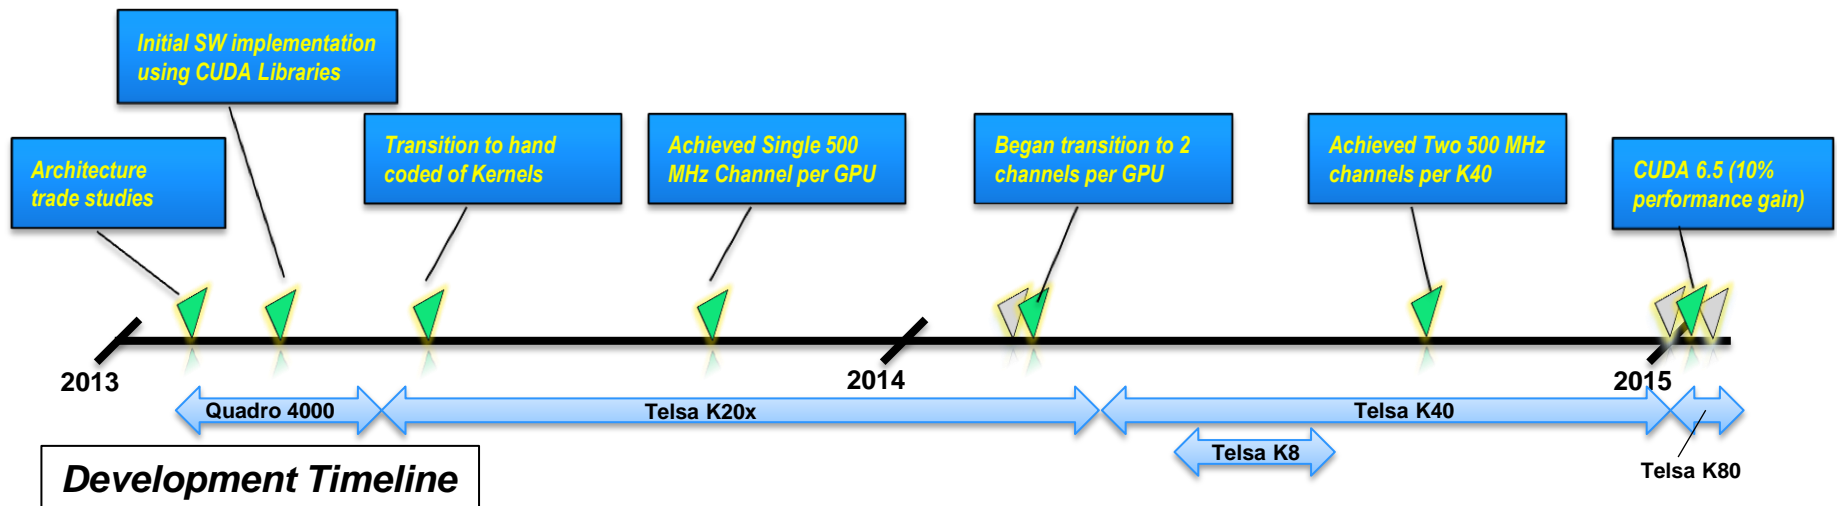 Initial SW implementation
using CUDA Libraries
Architecture
trade studies
Transition to hand
coded of Kernels
Achieved Single 500
MHz Channel per GPU
Began transition to 2
channels per GPU
Achieved Two 500 MHz
channels per K40
CUDA 6.5 (10%
performance gain)
2013
2014
2015
Quadro 4000
Telsa K20x
Telsa K40
Telsa K8
Telsa K80
Development Timeline